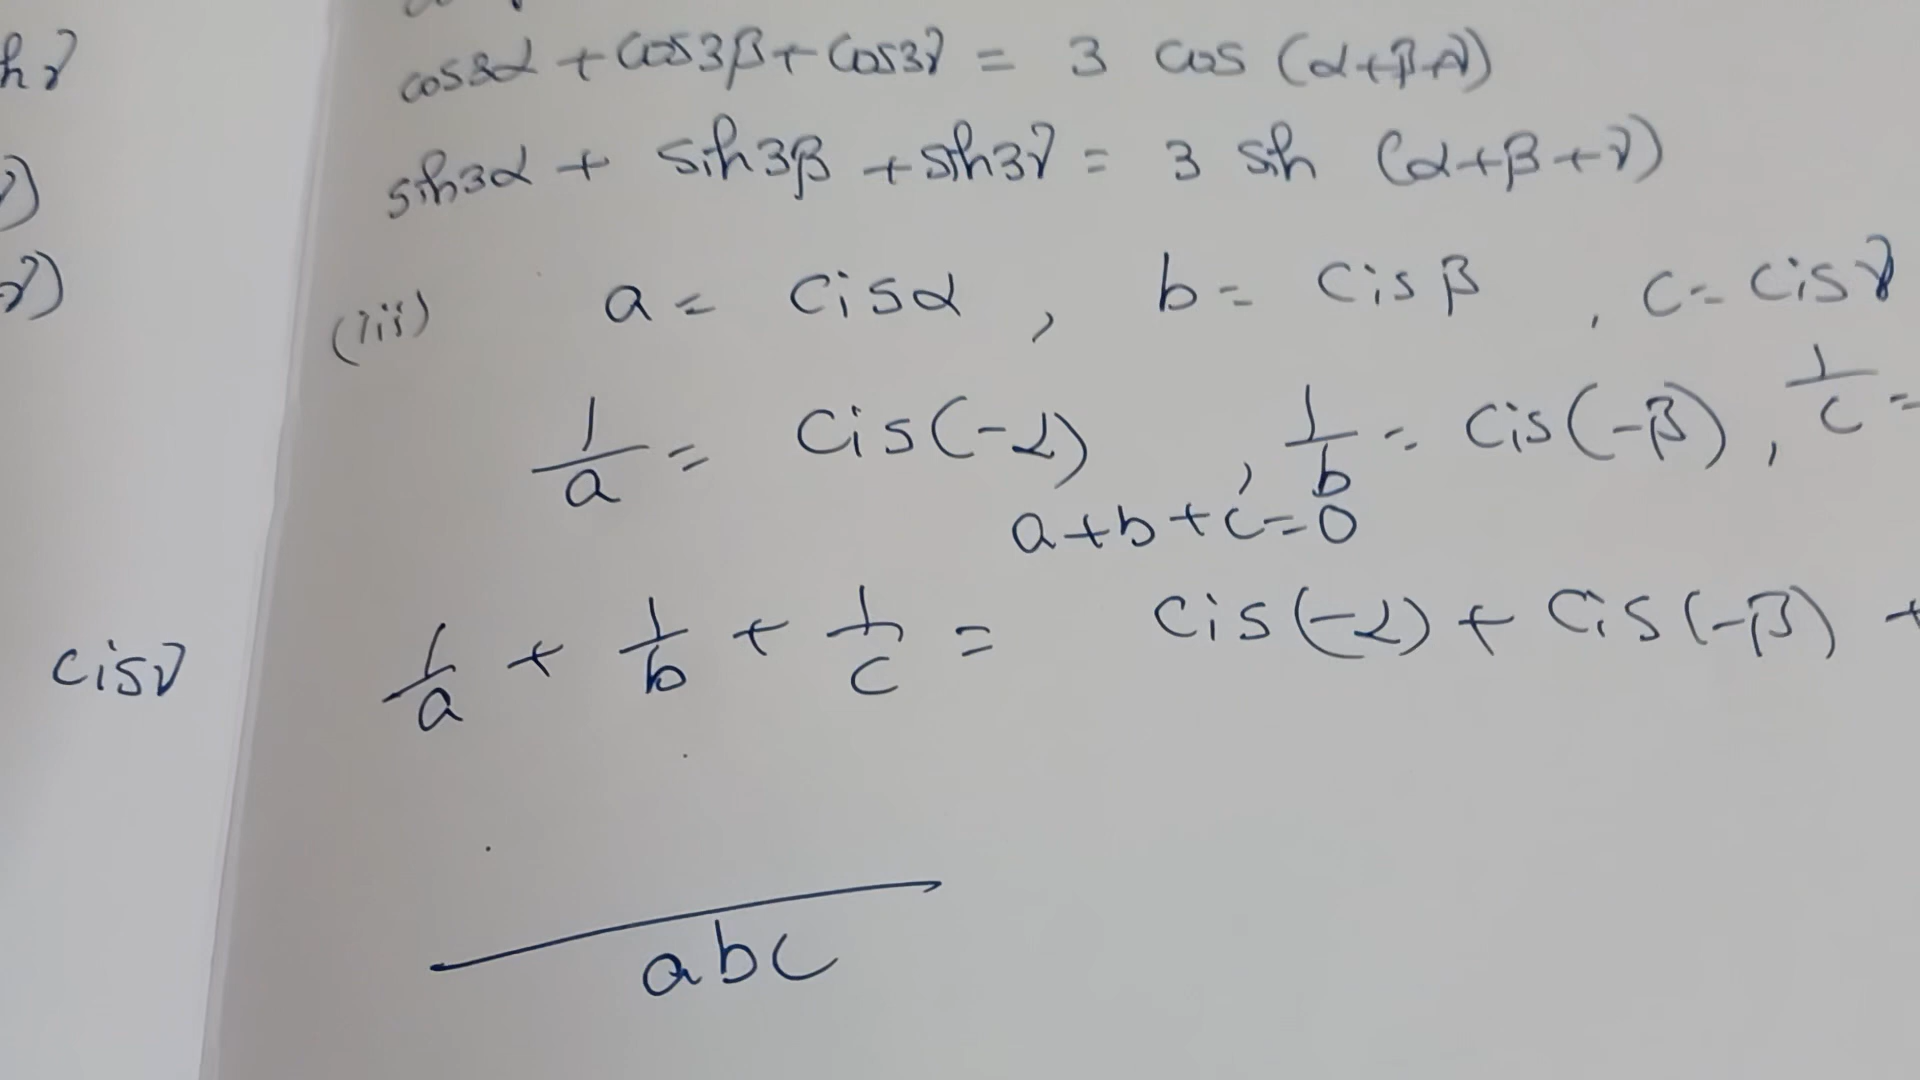 cos3α + cos3β + cos3γ = 3 cos (α+β+γ)
sin3α + sin3β + sin3γ = 3 sin (α+β+γ)
(iii) a = cisα , b = cisβ , c = cisγ
1/a = cis(-α) , 1/b = cis(-β) , 1/c =
a+b+c=0
cisγ
1/a + 1/b + 1/c = cis(-α) + cis(-β) +
abc